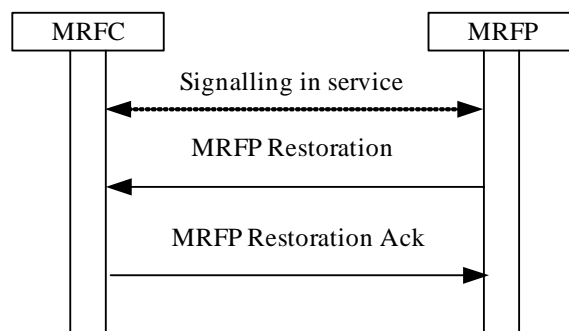 MRFC
MRFP
Signalling in service
MRFP Restoration
MRFP Restoration Ack